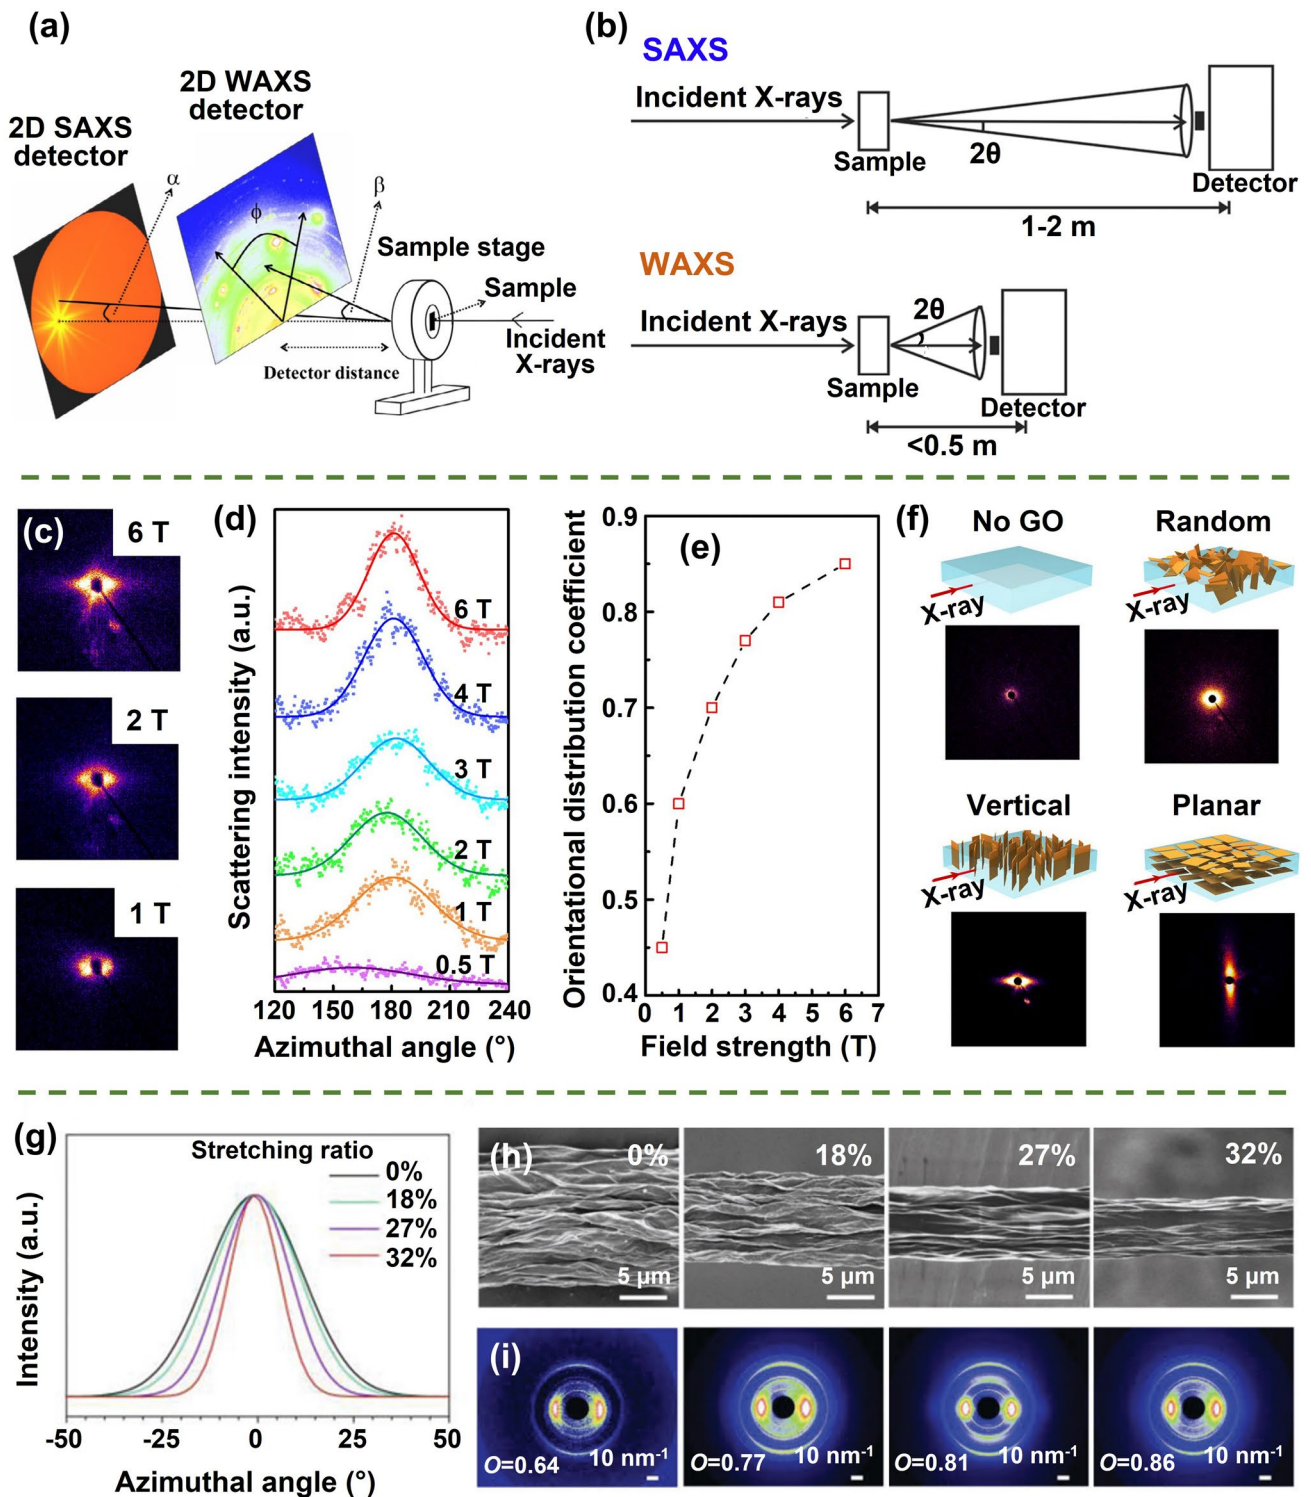 (a)
2D WAXS
detector
2D SAXS
detector
α
β
ϕ
Sample stage
Sample
Incident
X-rays
Detector distance
(b)
SAXS
Incident X-rays
Sample
2θ
Detector
1-2 m
WAXS
Incident X-rays
2θ
Sample
Detector
<0.5 m
(c)
6 T
2 T
1 T
(d)
Scattering intensity (a.u.)
6 T
4 T
3 T
2 T
1 T
0.5 T
120 150 180 210 240
Azimuthal angle (°)
(e)
Orientational distribution coefficient
0.9
0.8
0.7
0.6
0.5
0.4
0 1 2 3 4 5 6 7
Field strength (T)
(f)
No GO
X-ray
Random
X-ray
Vertical
X-ray
Planar
X-ray
(g)
Stretching ratio
0%
18%
27%
32%
Intensity (a.u.)
-50 -25 0 25 50
Azimuthal angle (°)
(h)
0%
5 μm
18%
5 μm
27%
5 μm
32%
5 μm
(i)
O=0.64
10 nm⁻¹
O=0.77
10 nm⁻¹
O=0.81
10 nm⁻¹
O=0.86
10 nm⁻¹